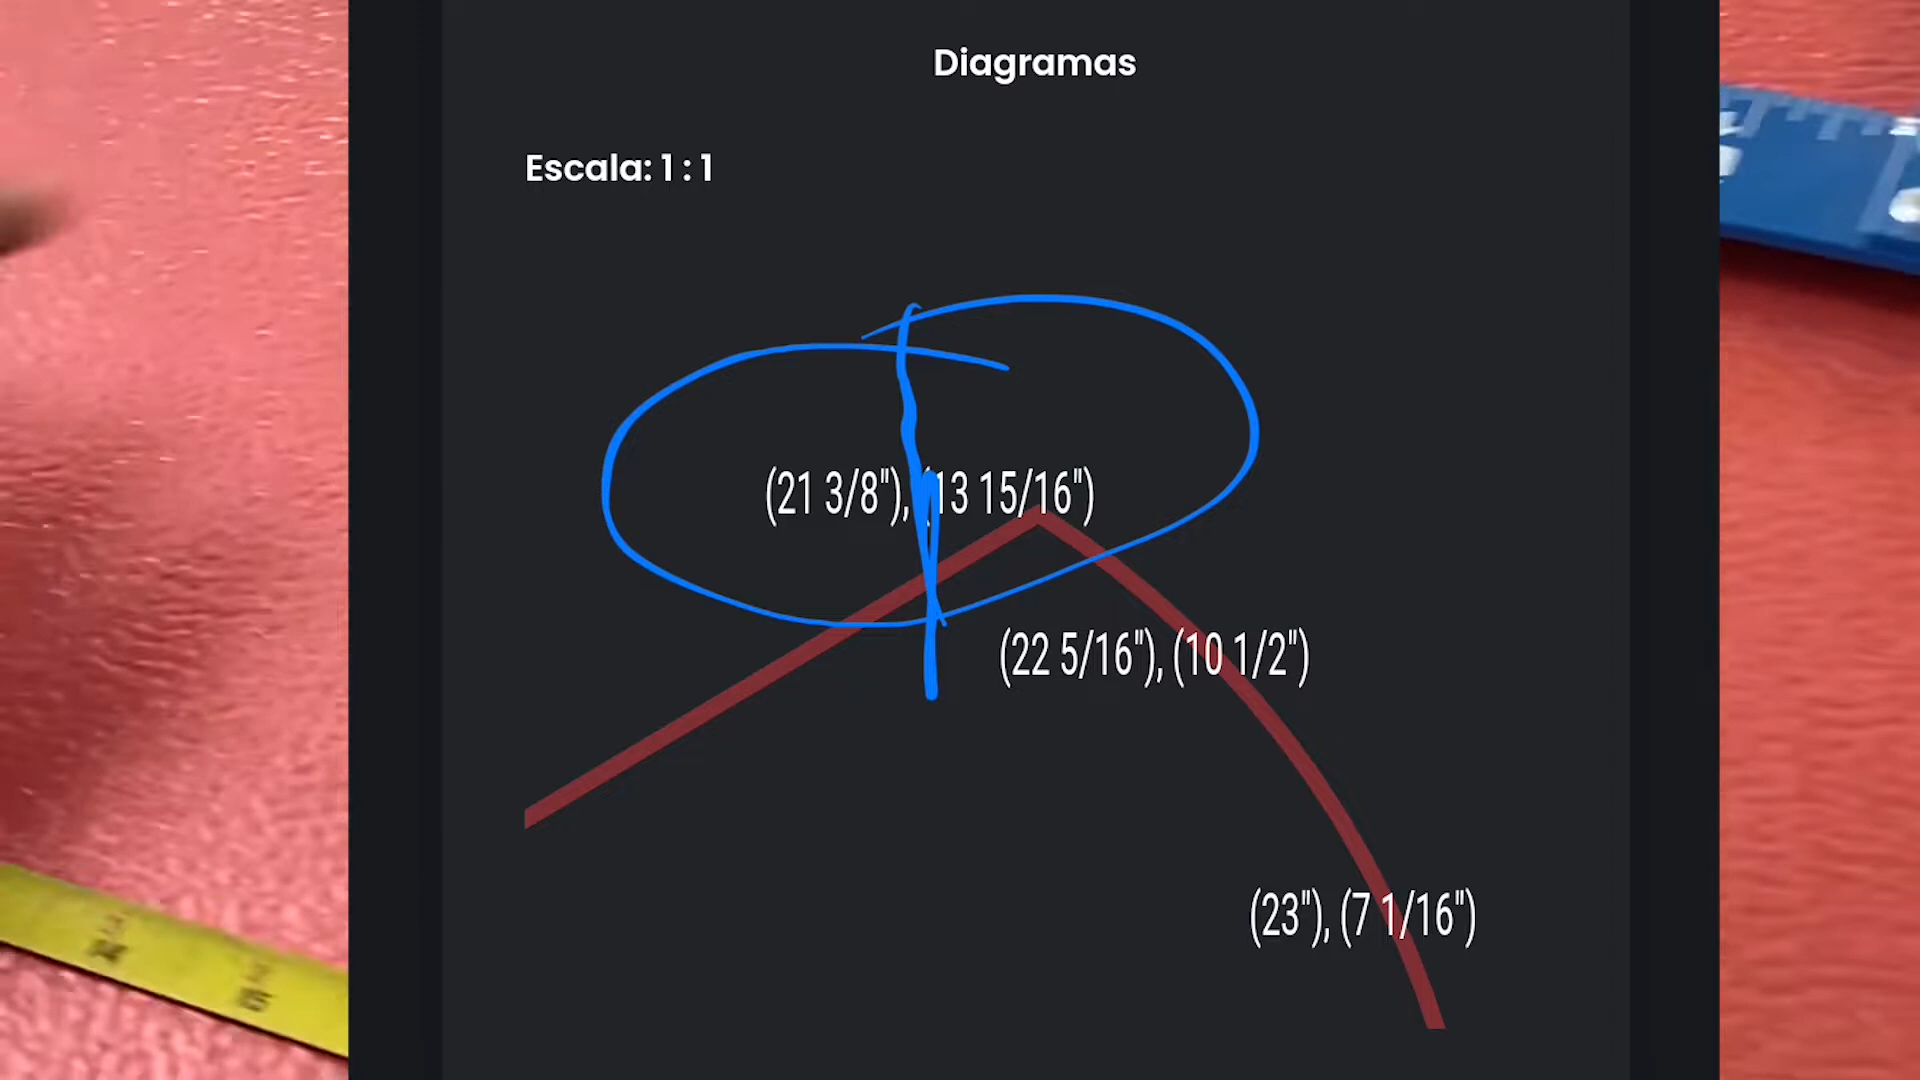 Diagramas
Escala: 1 : 1
(21 3/8"), (13 15/16")
(22 5/16"), (10 1/2")
(23"), (7 1/16")